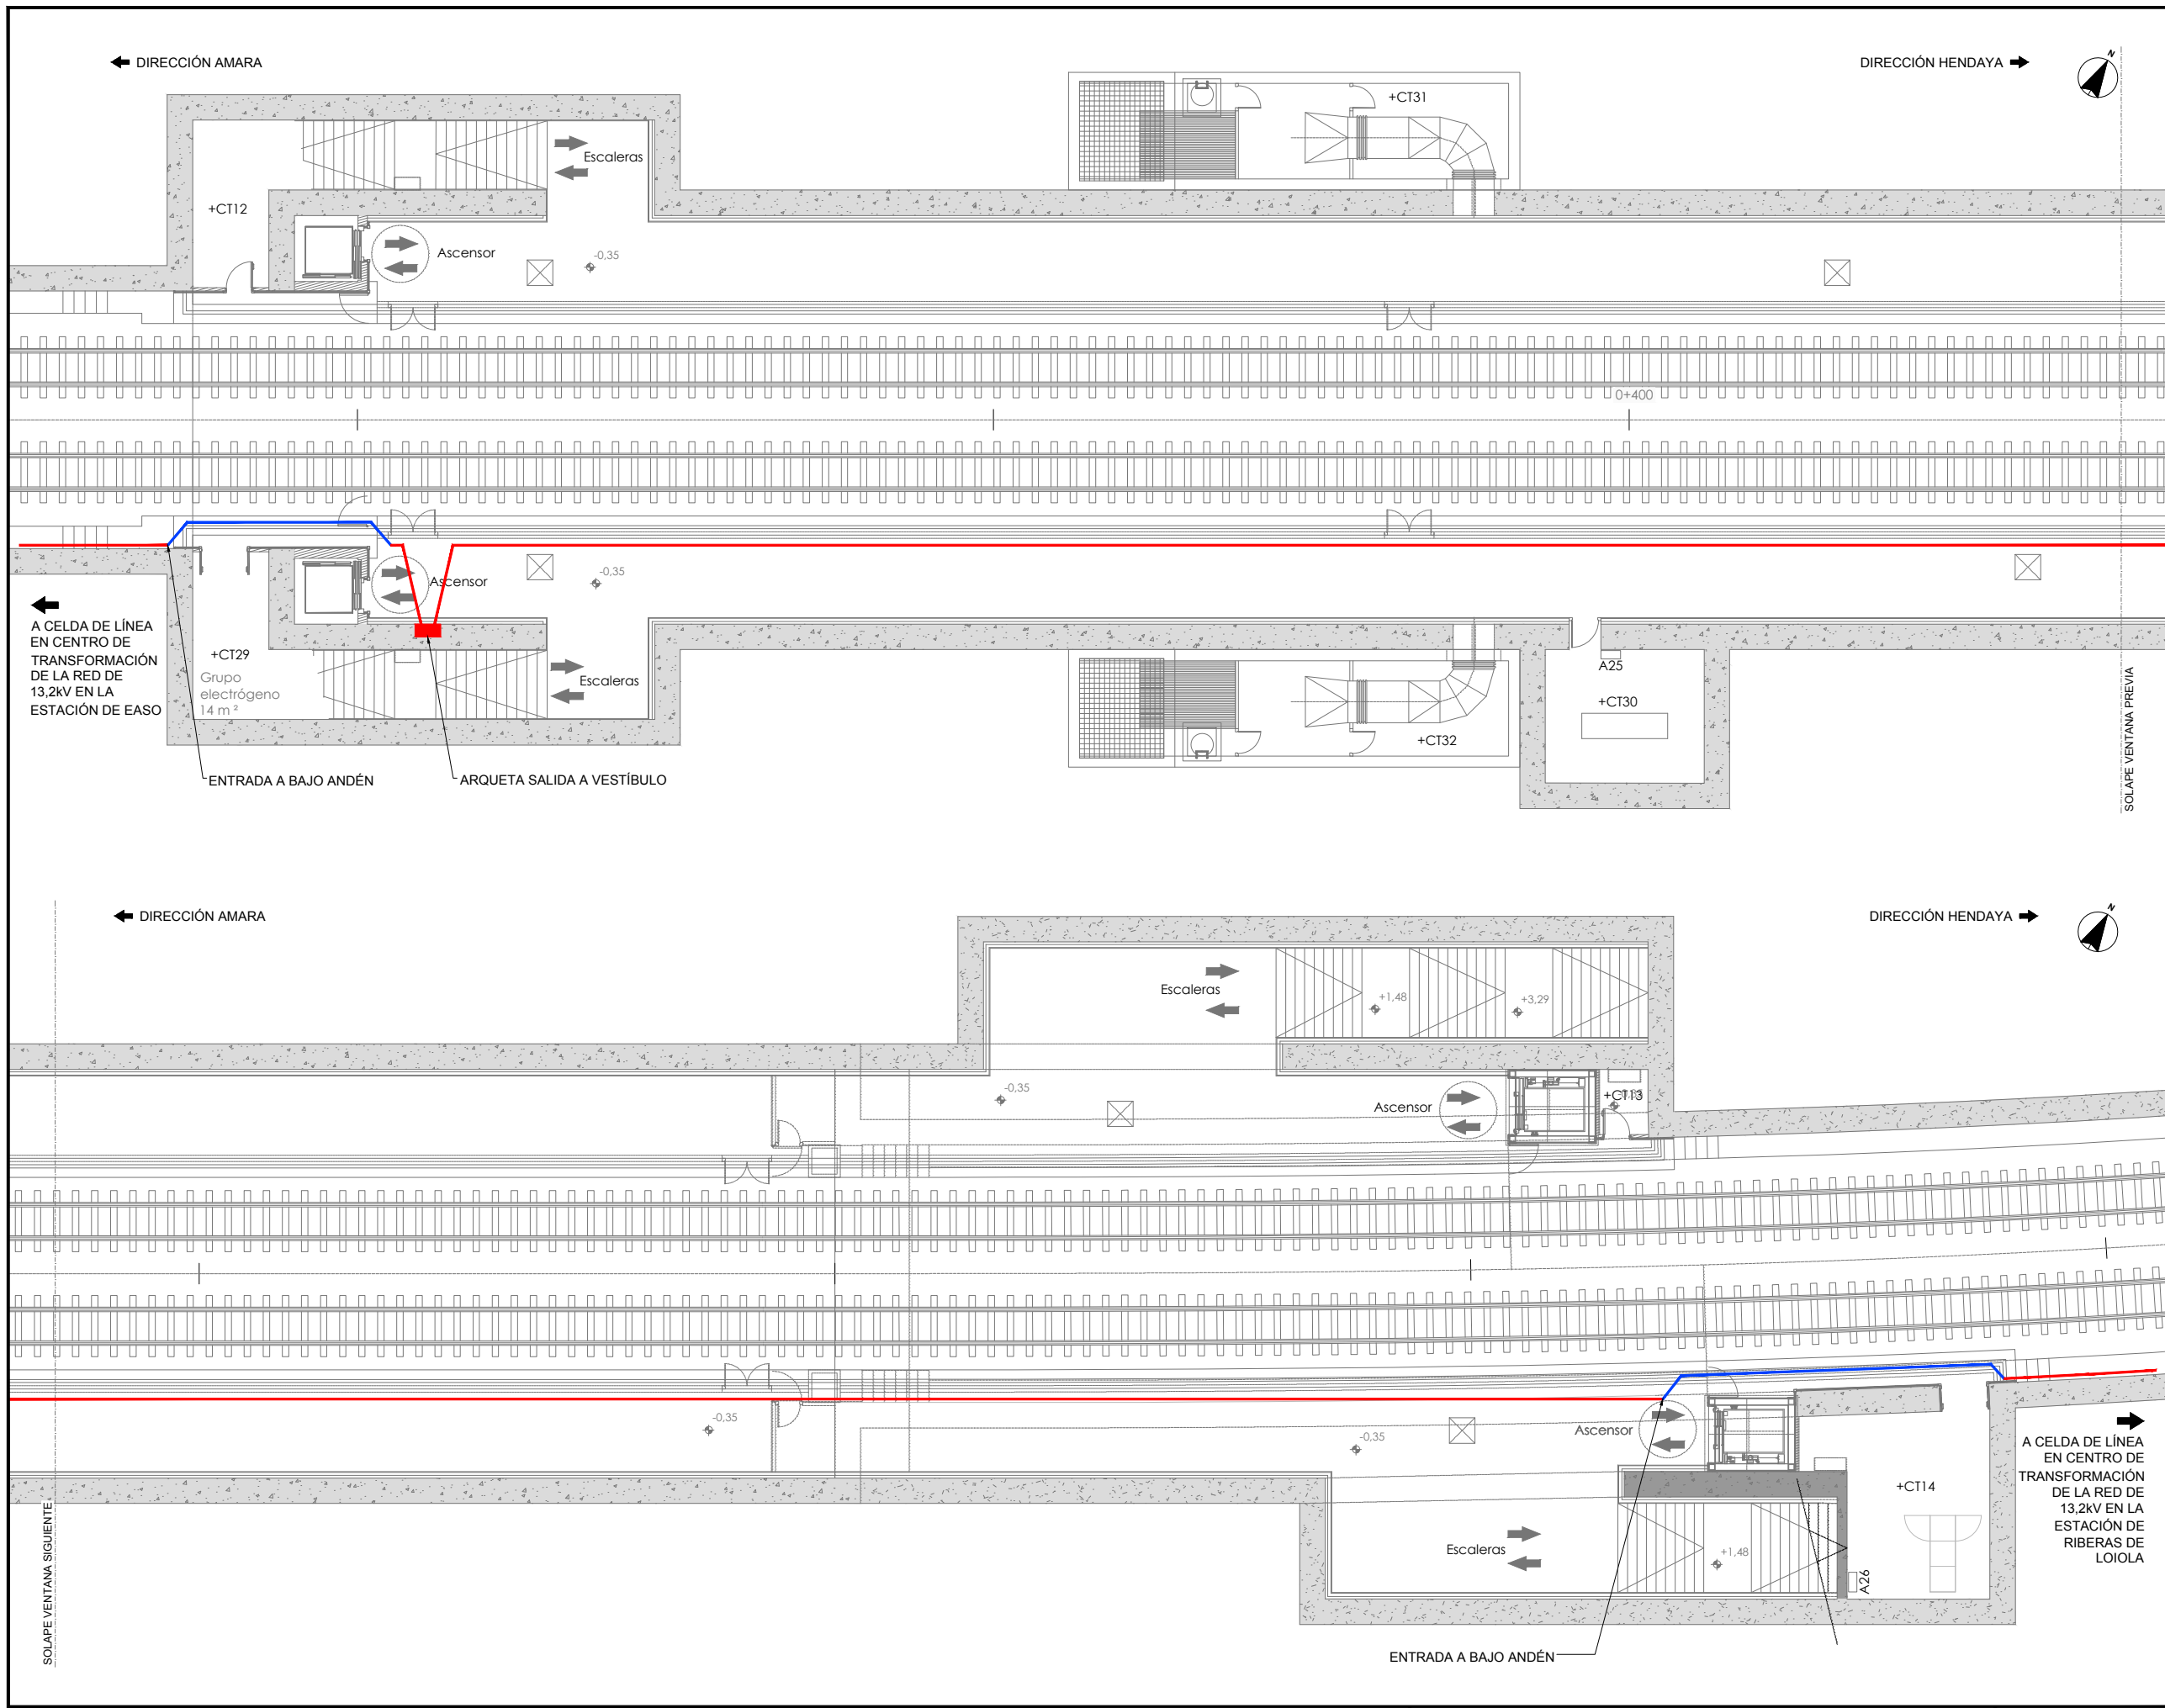 DIRECCIÓN AMARA
DIRECCIÓN HENDAYA
N
+CT31
Escaleras
+CT12
Ascensor
-0,35
0+400
Ascensor
-0,35
A CELDA DE LÍNEA
EN CENTRO DE
TRANSFORMACIÓN
DE LA RED DE
13,2kV EN LA
ESTACIÓN DE EASO
+CT29
Grupo
electrógeno
14 m ²
Escaleras
A25
+CT30
+CT32
ENTRADA A BAJO ANDÉN
ARQUETA SALIDA A VESTÍBULO
SOLAPE VENTANA PREVIA
DIRECCIÓN AMARA
DIRECCIÓN HENDAYA
N
Escaleras
+1,48
+3,29
-0,35
Ascensor
+CT13
-0,35
-0,35
Ascensor
A CELDA DE LÍNEA
EN CENTRO DE
TRANSFORMACIÓN
DE LA RED DE
13,2kV EN LA
ESTACIÓN DE
RIBERAS DE
LOIOLA
+CT14
Escaleras
+1,48
A26
SOLAPE VENTANA SIGUIENTE
ENTRADA A BAJO ANDÉN